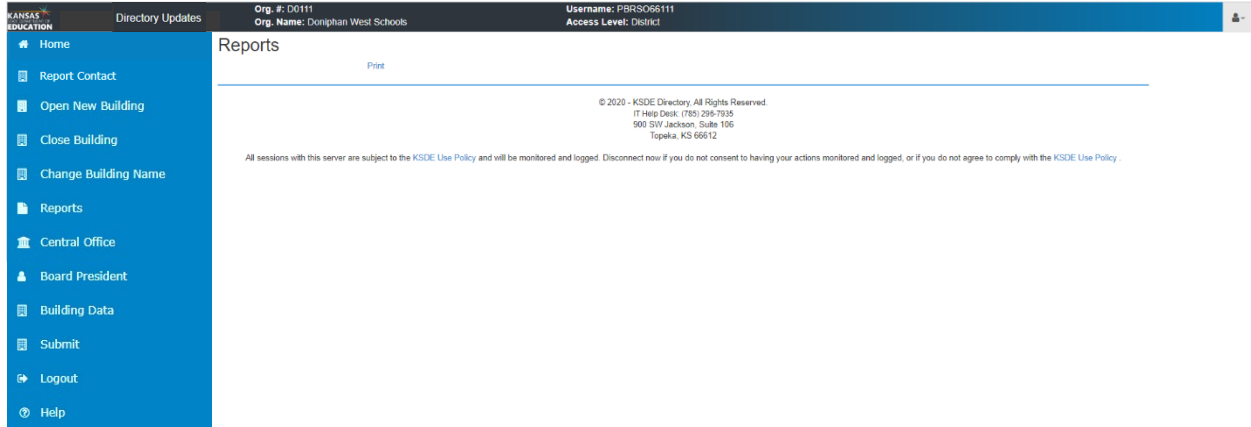 KANSAS
EDUCATION
Directory Updates
Org. #: D0111
Org. Name: Doniphan West Schools
Username: PBRSO66111
Access Level: District
Home
Report Contact
Open New Building
Close Building
Change Building Name
Reports
Central Office
Board President
Building Data
Submit
Logout
Help
Reports
Print
© 2020 - KSDE Directory, All Rights Reserved.
IT Help Desk: (785) 296-7935
900 SW Jackson, Suite 106
Topeka, KS 66612
All sessions with this server are subject to the KSDE Use Policy and will be monitored and logged. Disconnect now if you do not consent to having your actions monitored and logged, or if you do not agree to comply with the KSDE Use Policy .